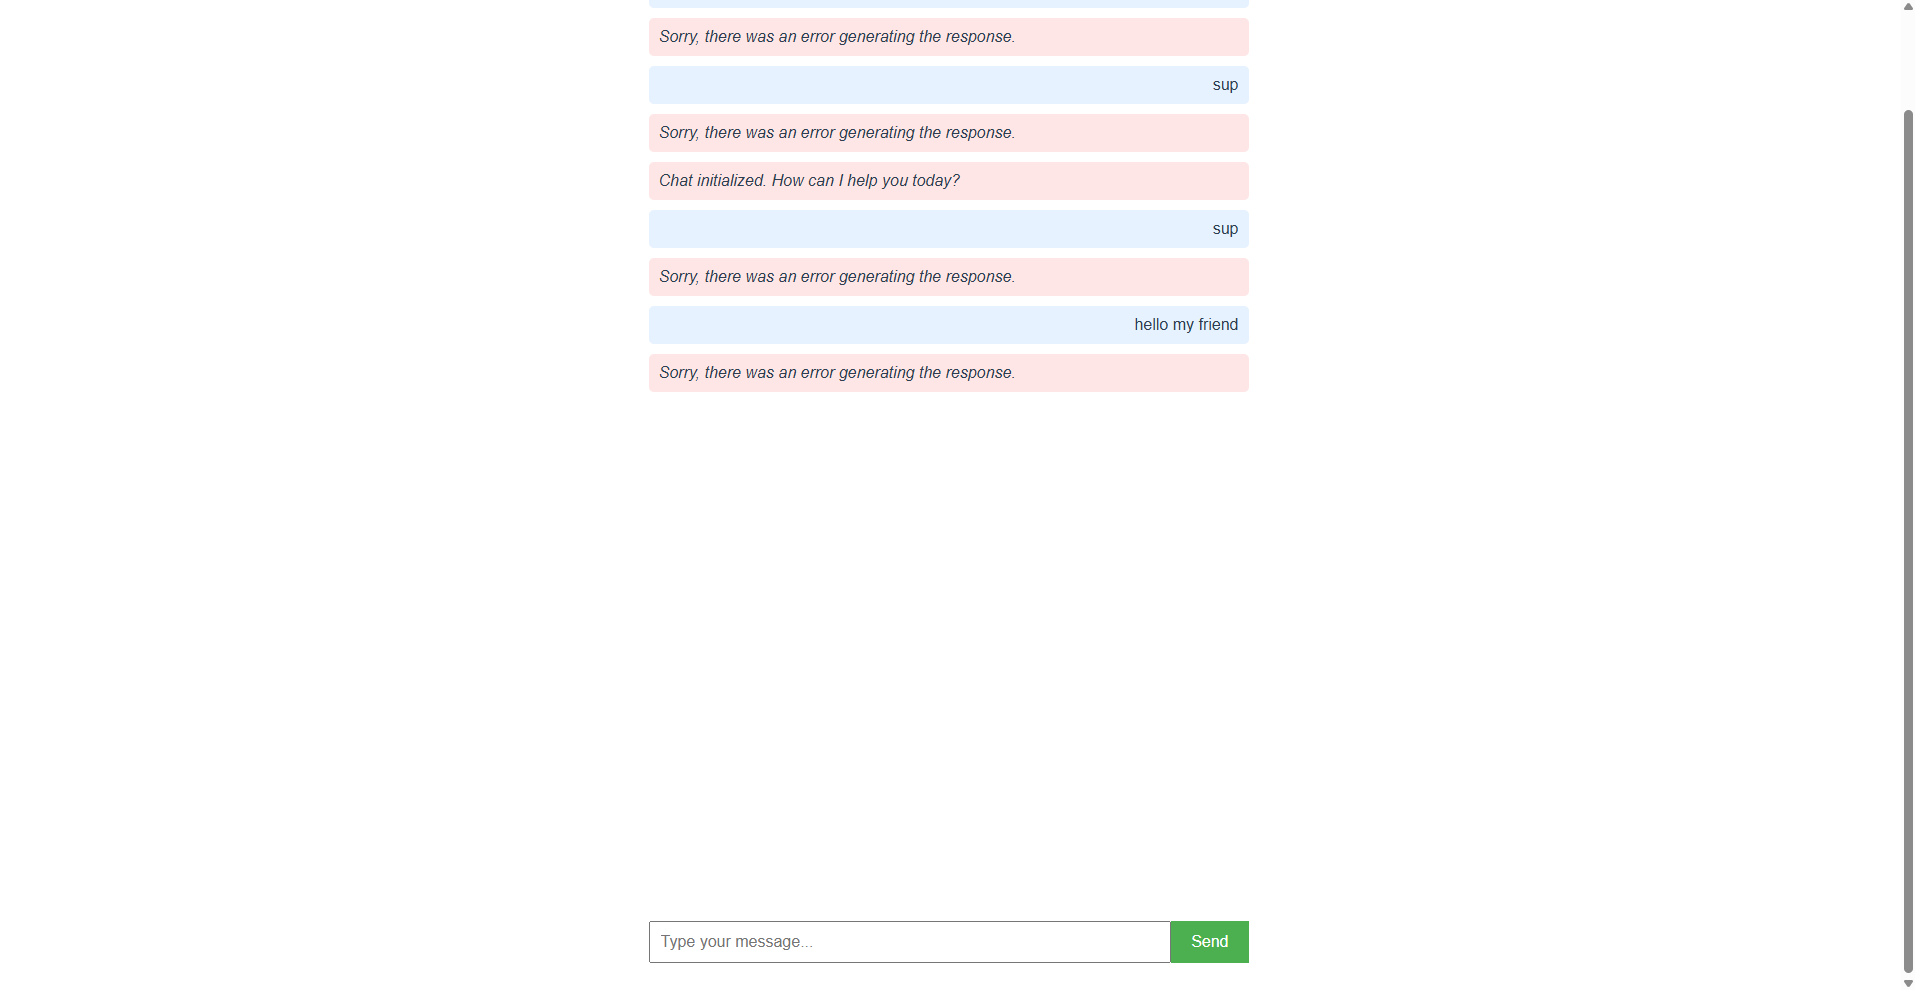 Sorry, there was an error generating the response.
sup
Sorry, there was an error generating the response.
Chat initialized. How can I help you today?
sup
Sorry, there was an error generating the response.
hello my friend
Sorry, there was an error generating the response.
Type your message...
Send